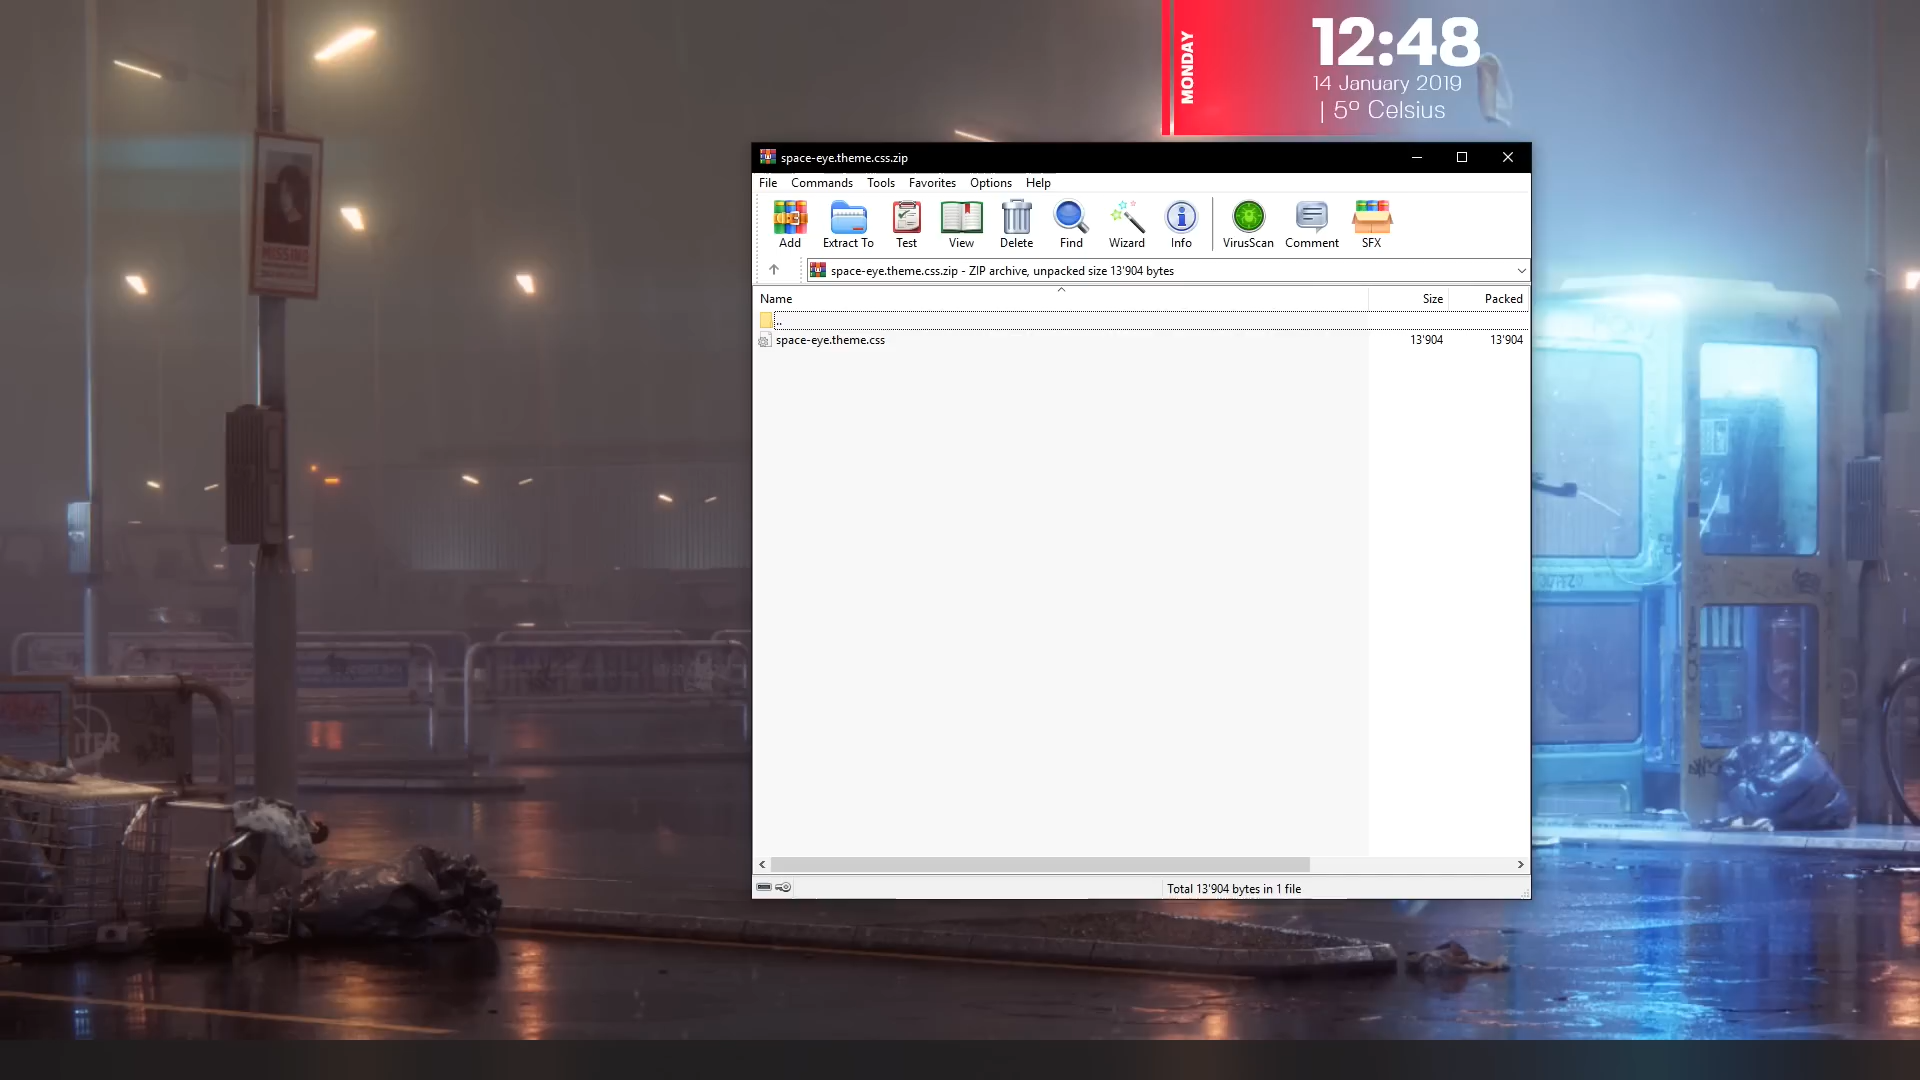 MONDAY
12:48
14 January 2019
| 5º Celsius
MISSING
space-eye.theme.css.zip
File Commands Tools Favorites Options Help
Add Extract To Test View Delete Find Wizard Info VirusScan Comment SFX
space-eye.theme.css.zip - ZIP archive, unpacked size 13'904 bytes
Name Size Packed
..
space-eye.theme.css 13'904 13'904
Total 13'904 bytes in 1 file